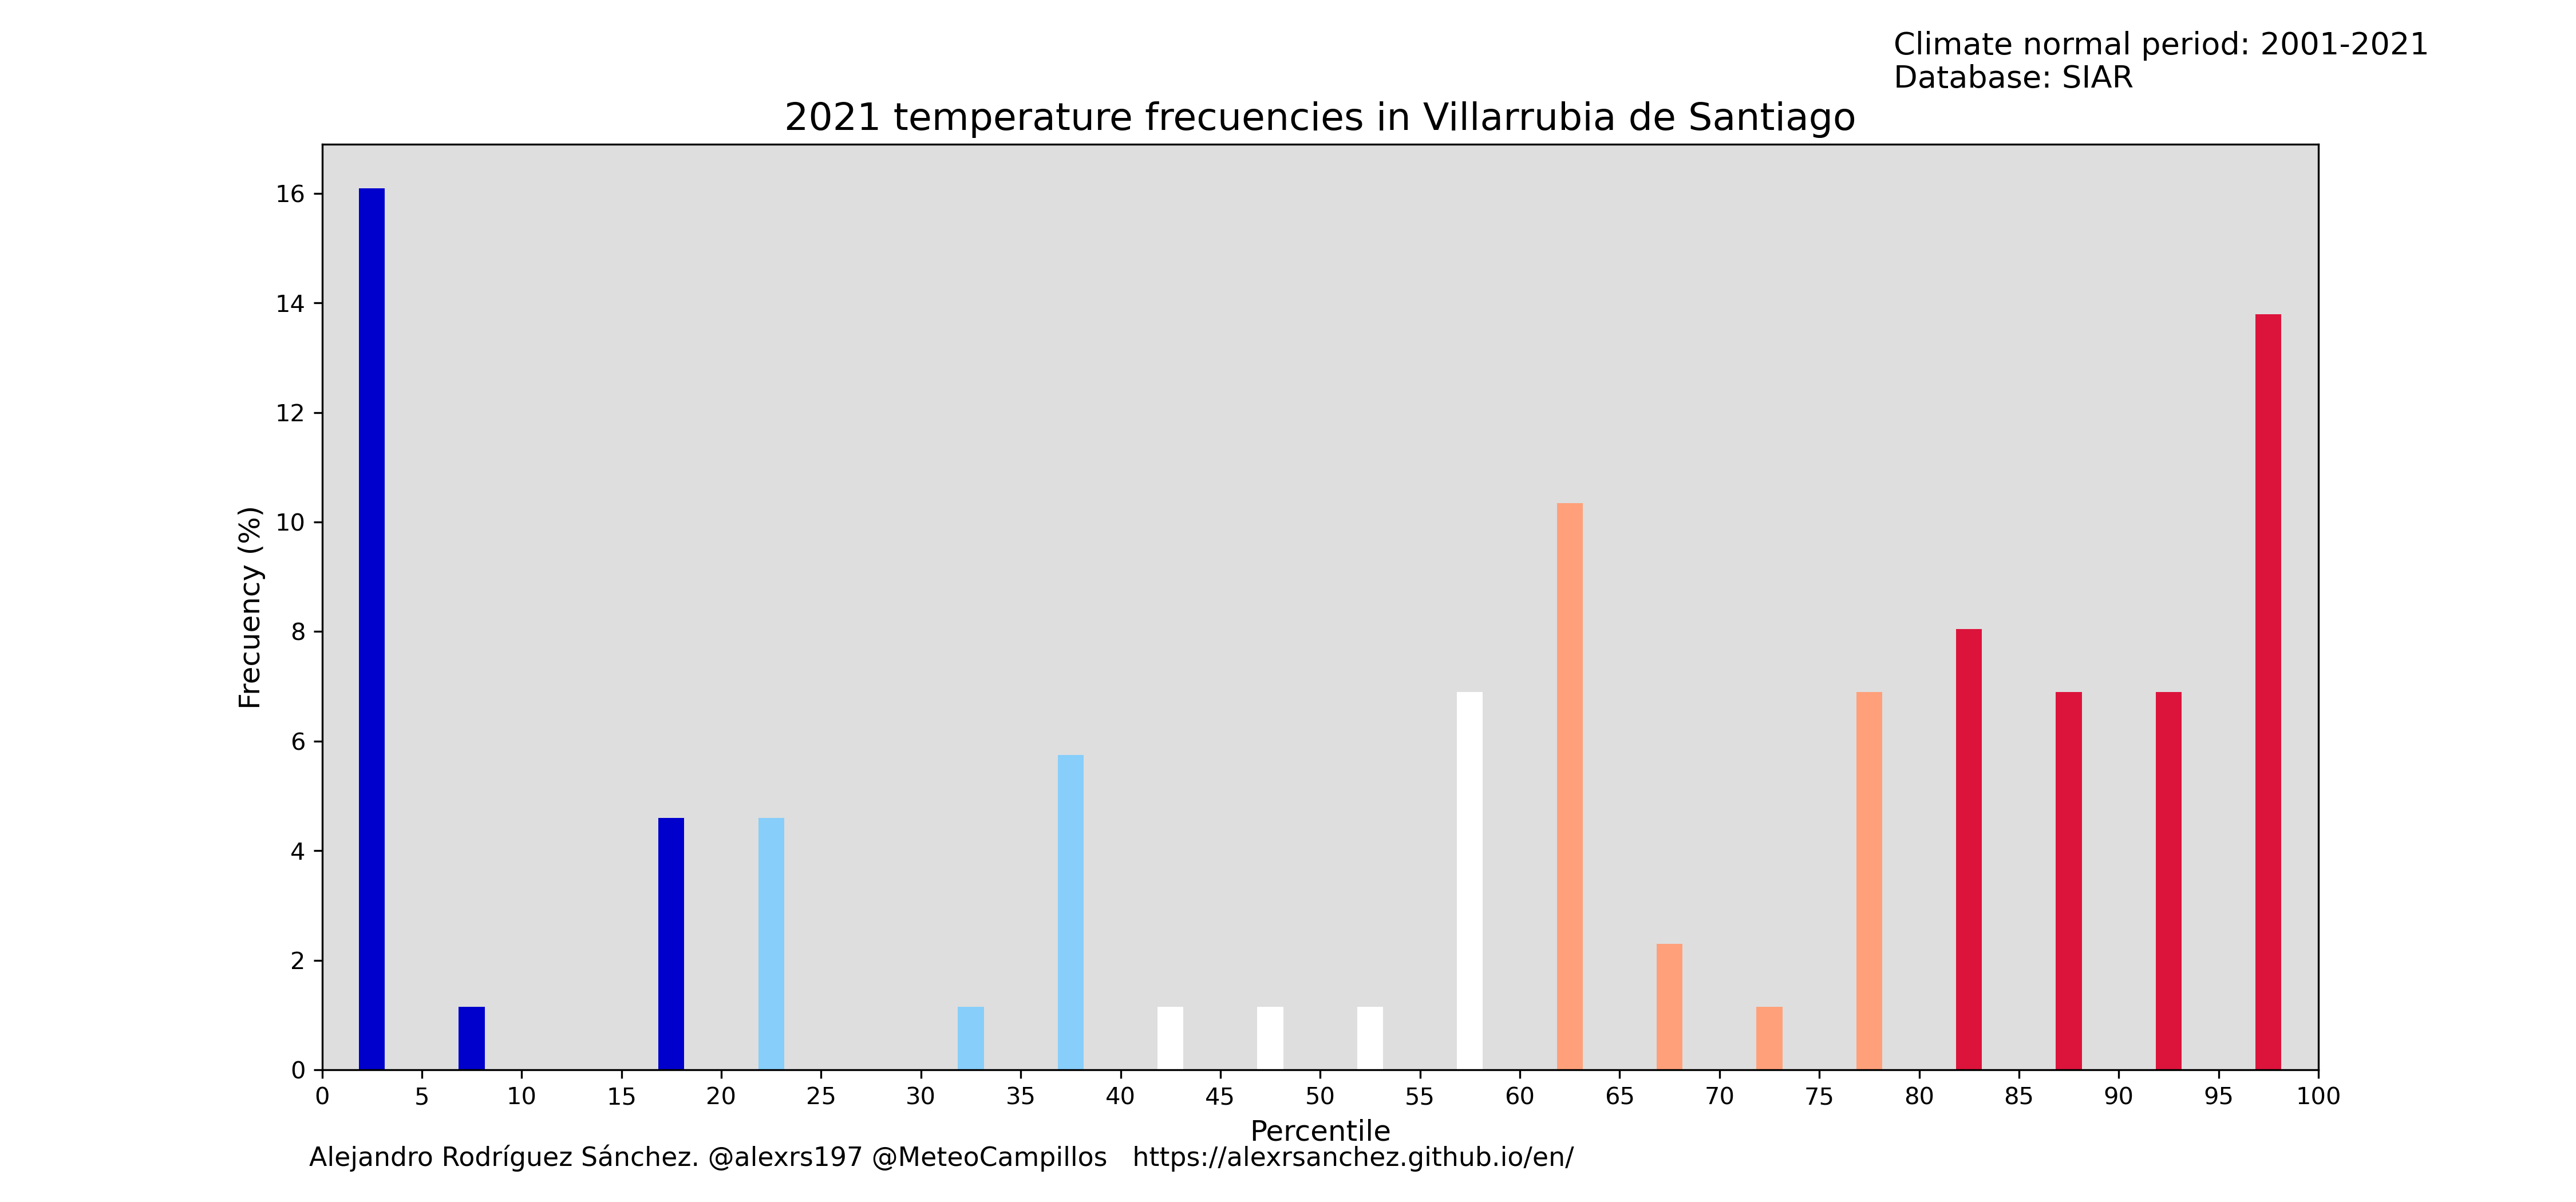 Climate normal period: 2001-2021
Database: SIAR
2021 temperature frecuencies in Villarrubia de Santiago
Frecuency (%)
16
14
12
10
8
6
4
2
0
0 5 10 15 20 25 30 35 40 45 50 55 60 65 70 75 80 85 90 95 100
Percentile
Alejandro Rodríguez Sánchez. @alexrs197 @MeteoCampillos https://alexrsanchez.github.io/en/